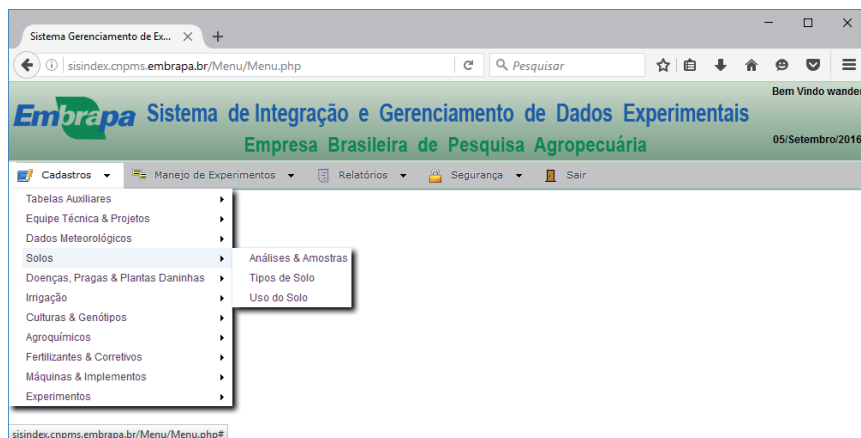 Sistema Gerenciamento de Ex...
sisindex.cnpms.embrapa.br/Menu/Menu.php
Pesquisar
Bem Vindo wander
Embrapa Sistema de Integração e Gerenciamento de Dados Experimentais
Empresa Brasileira de Pesquisa Agropecuária
05/Setembro/2016
Cadastros Manejo de Experimentos Relatórios Segurança Sair
Tabelas Auxiliares
Equipe Técnica & Projetos
Dados Meteorológicos
Solos Análises & Amostras
Doenças, Pragas & Plantas Daninhas Tipos de Solo
Irrigação Uso do Solo
Culturas & Genótipos
Agroquímicos
Fertilizantes & Corretivos
Máquinas & Implementos
Experimentos
sisindex.cnpms.embrapa.br/Menu/Menu.php#